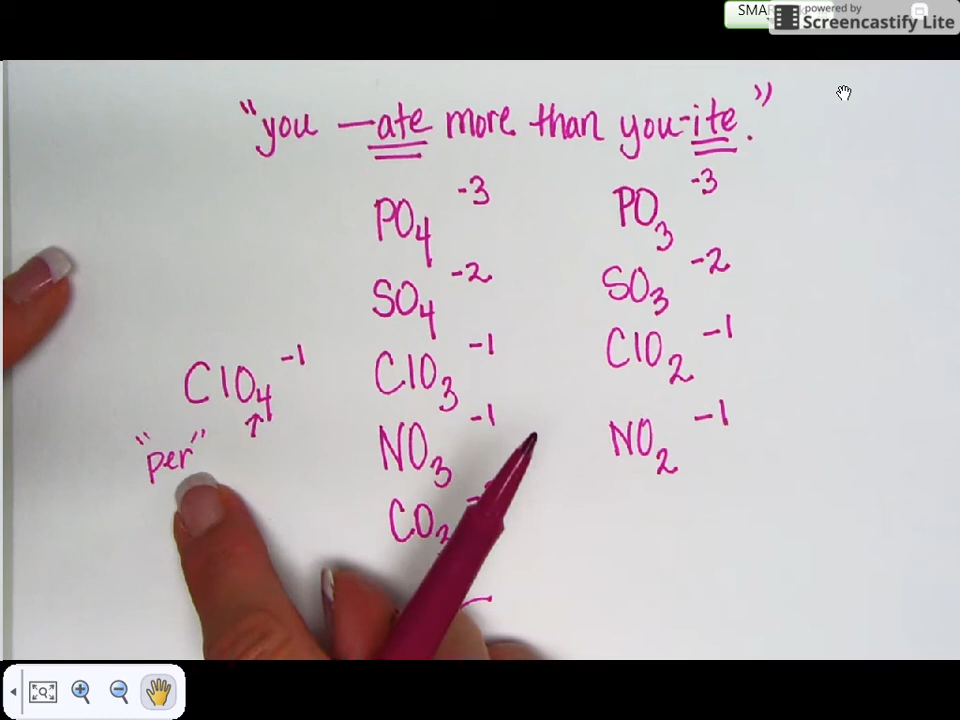 SMA
powered by
Screencastify Lite
"you —ate more than you-ite."
PO4 -3 PO3 -3
SO4 -2 SO3 -2
ClO4 -1 ClO3 -1 ClO2 -1
"per" NO3 -1 NO2 -1
CO